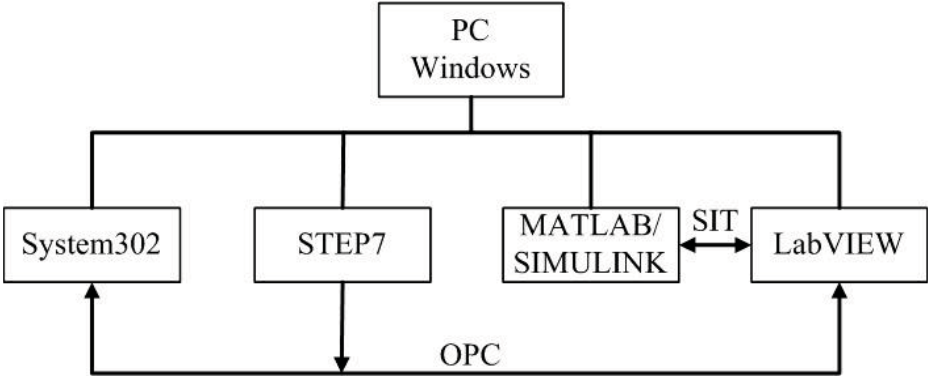 PC
Windows
System302
STEP7
MATLAB/
SIMULINK
SIT
LabVIEW
OPC